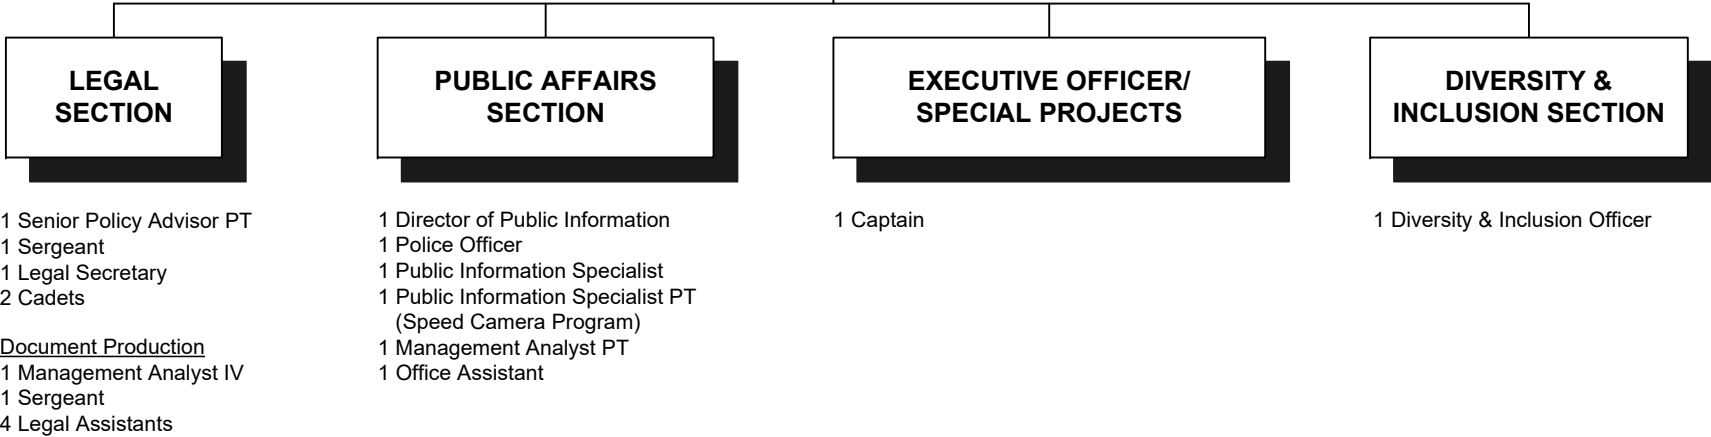 LEGAL
SECTION
1 Senior Policy Advisor PT
1 Sergeant
1 Legal Secretary
2 Cadets
Document Production
1 Management Analyst IV
1 Sergeant
4 Legal Assistants
PUBLIC AFFAIRS
SECTION
1 Director of Public Information
1 Police Officer
1 Public Information Specialist
1 Public Information Specialist PT
(Speed Camera Program)
1 Management Analyst PT
1 Office Assistant
EXECUTIVE OFFICER/
SPECIAL PROJECTS
1 Captain
DIVERSITY &
INCLUSION SECTION
1 Diversity & Inclusion Officer